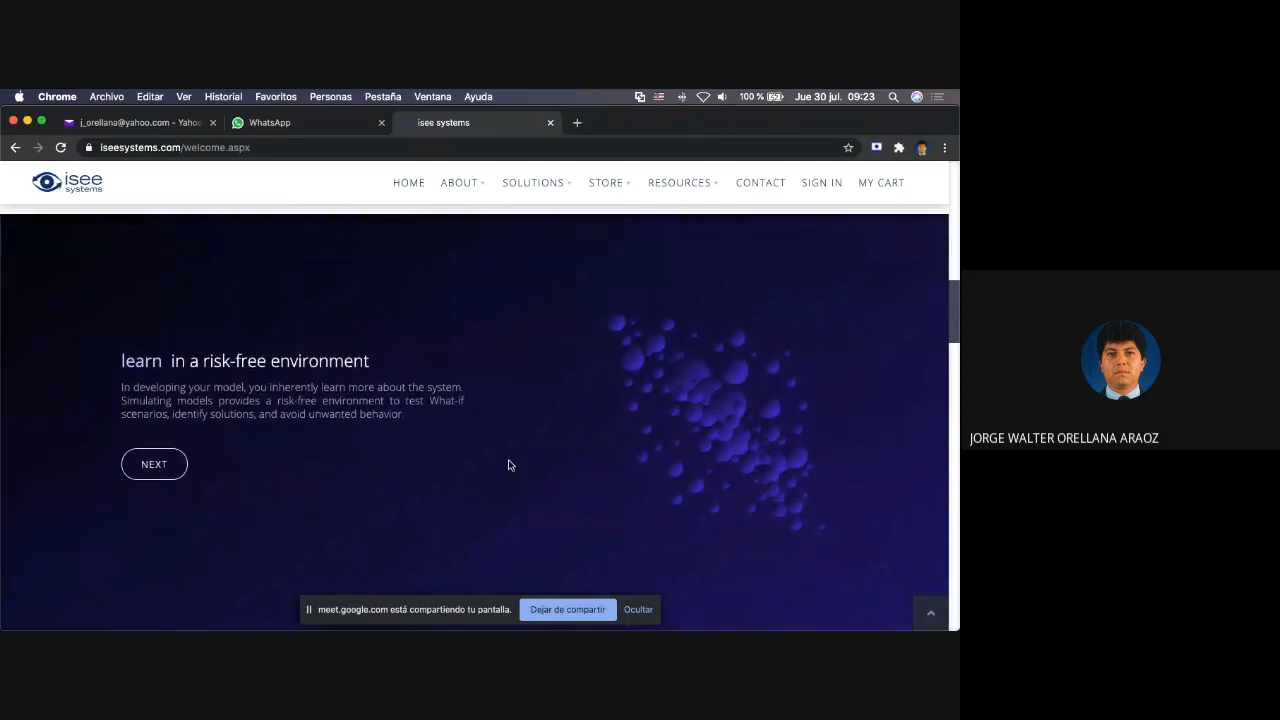 Chrome Archivo Editar Ver Historial Favoritos Personas Pestaña Ventana Ayuda 100 % Jue 30 jul. 09:23
j_orellana@yahoo.com - Yahoo WhatsApp isee systems
iseesystems.com/welcome.aspx
isee systems HOME ABOUT SOLUTIONS STORE RESOURCES CONTACT SIGN IN MY CART
learn in a risk-free environment
In developing your model, you inherently learn more about the system.
Simulating models provides a risk-free environment to test What-if
scenarios, identify solutions, and avoid unwanted behavior.
NEXT
JORGE WALTER ORELLANA ARAOZ
meet.google.com está compartiendo tu pantalla. Dejar de compartir Ocultar